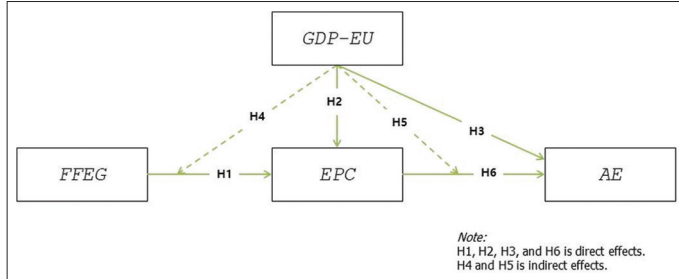 GDP-EU
H4
H2
H5
H3
FFEG
H1
EPC
H6
AE
Note:
H1, H2, H3, and H6 is direct effects.
H4 and H5 is indirect effects.